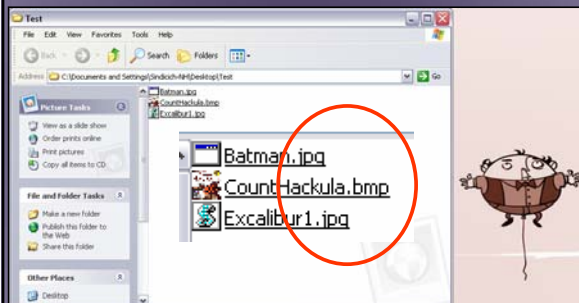 Test
File Edit View Favorites Tools Help
Back Search Folders
Address C:\Documents and Settings\Sindicich-NH\Desktop\Test Go
Picture Tasks
View as a slide show
Order prints online
Print pictures
Copy all items to CD
File and Folder Tasks
Make a new folder
Publish this folder to
the Web
Share this folder
Other Places
Desktop
Batman.jpg
CountHackula.bmp
Excalibur1.jpg
Batman.jpg
CountHackula.bmp
Excalibur1.jpg